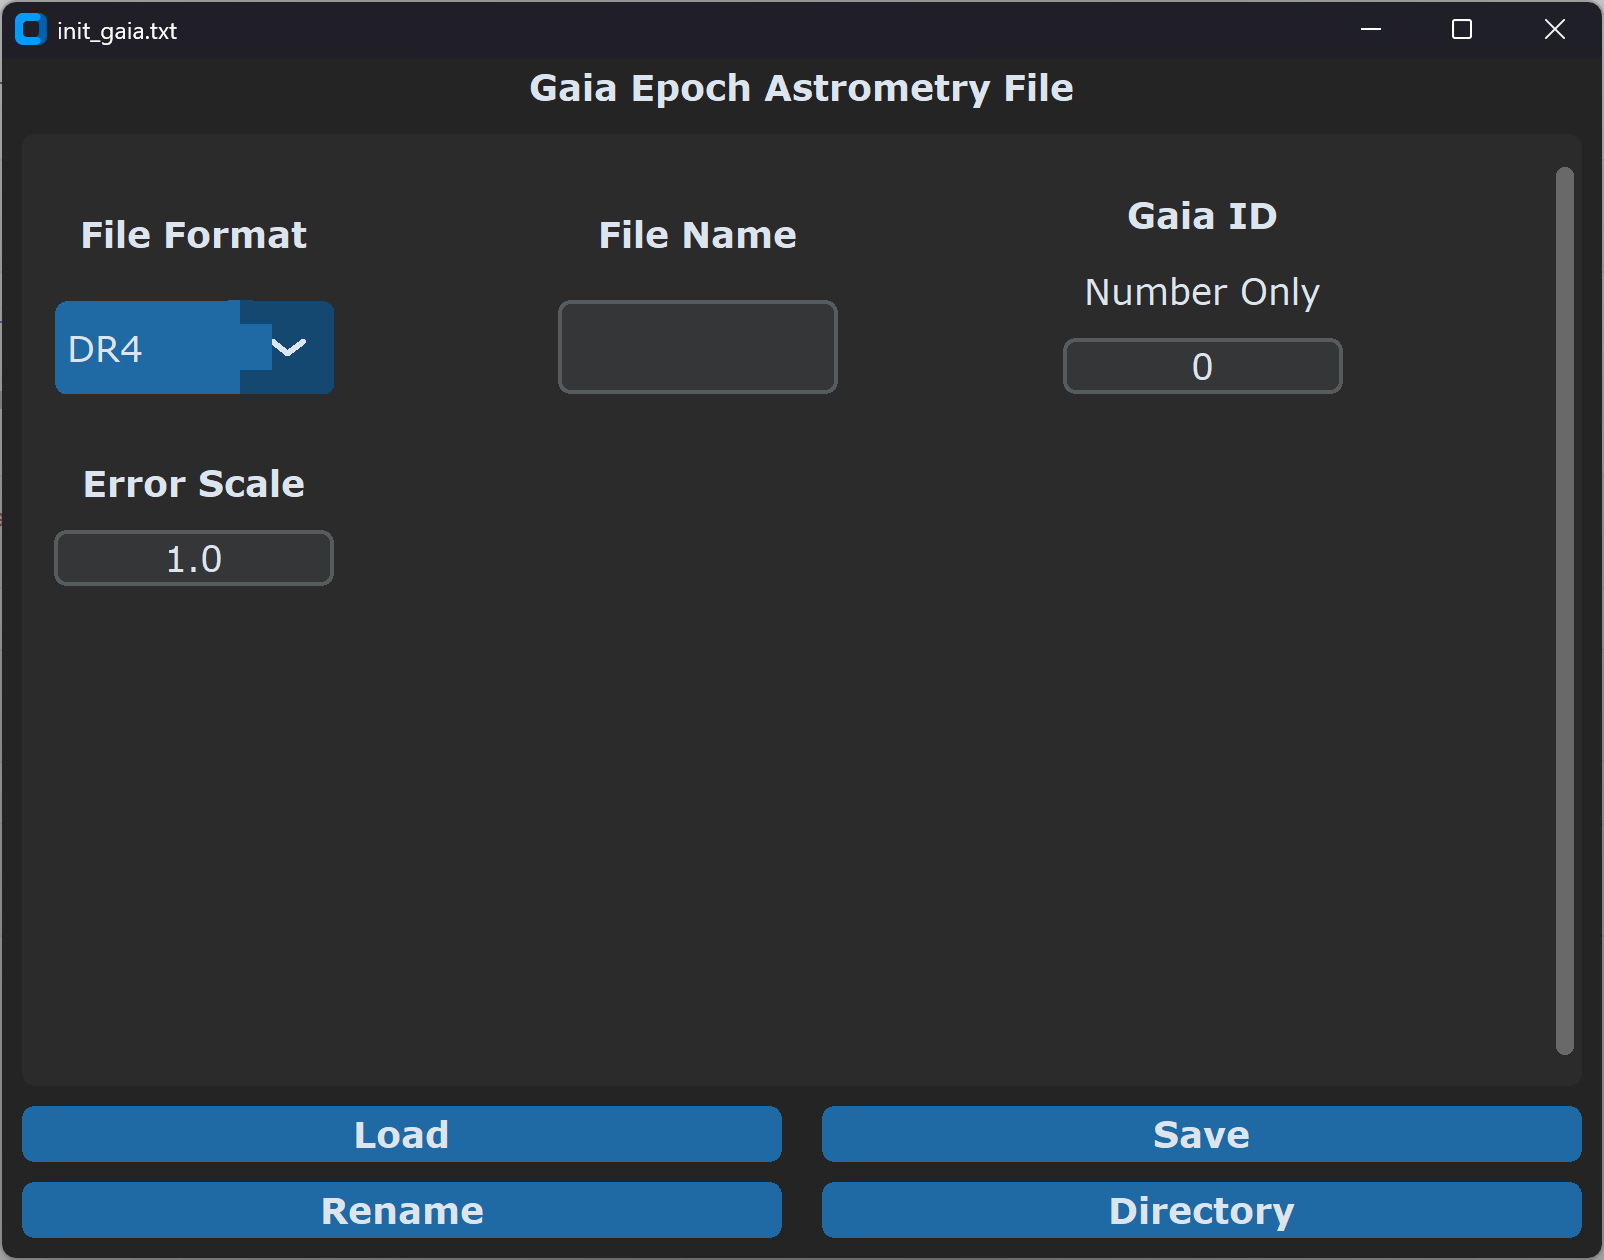 init_gaia.txt
Gaia Epoch Astrometry File
File Format
DR4
File Name
Gaia ID
Number Only
0
Error Scale
1.0
Load
Save
Rename
Directory